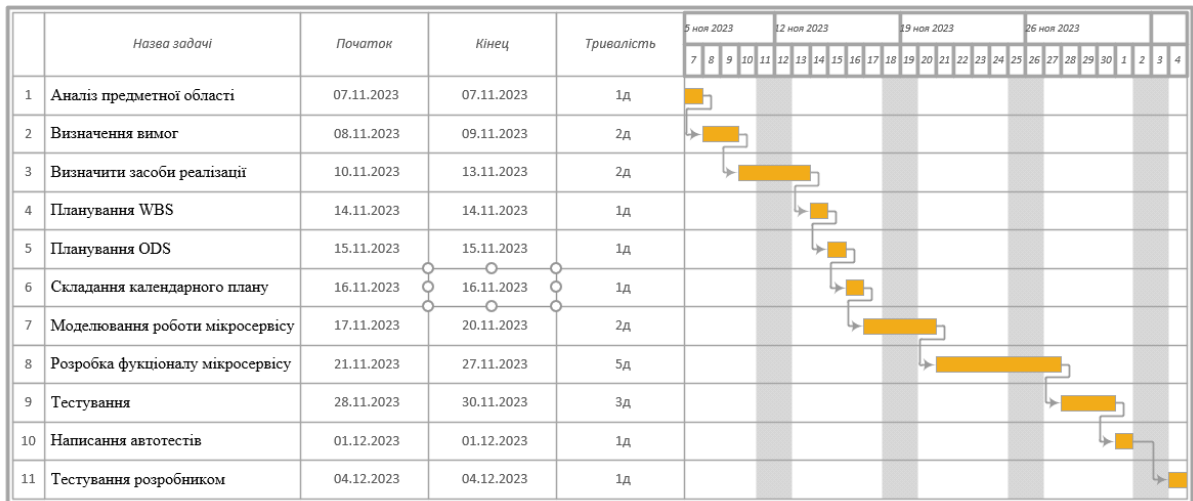 5 ноя 2023 12 ноя 2023 19 ноя 2023 26 ноя 2023
Назва задачі Початок Кінец Тривалість
7 8 9 10 11 12 13 14 15 16 17 18 19 20 21 22 23 24 25 26 27 28 29 30 1 2 3 4
1 Аналіз предметної області 07.11.2023 07.11.2023 1д
2 Визначення вимог 08.11.2023 09.11.2023 2д
3 Визначити засоби реалізації 10.11.2023 13.11.2023 2д
4 Планування WBS 14.11.2023 14.11.2023 1д
5 Планування ODS 15.11.2023 15.11.2023 1д
6 Складання календарного плану 16.11.2023 16.11.2023 1д
7 Моделювання роботи мікросервісу 17.11.2023 20.11.2023 2д
8 Розробка фукціоналу мікросервісу 21.11.2023 27.11.2023 5д
9 Тестування 28.11.2023 30.11.2023 3д
10 Написання автотестів 01.12.2023 01.12.2023 1д
11 Тестування розробником 04.12.2023 04.12.2023 1д